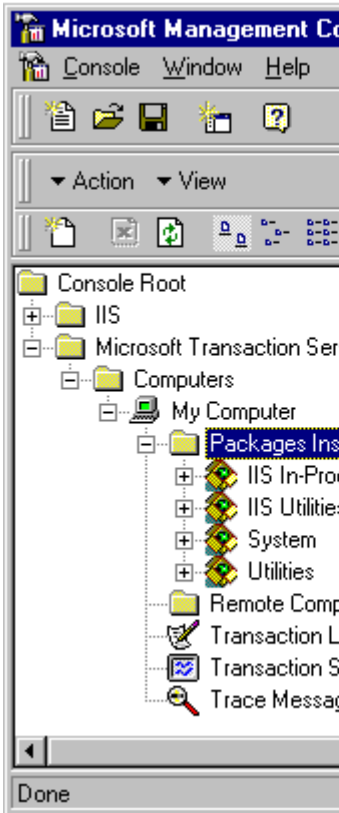 Microsoft Management Co
Console Window Help
Action View
Console Root
IIS
Microsoft Transaction Ser
Computers
My Computer
Packages Ins
IIS In-Proc
IIS Utilities
System
Utilities
Remote Comp
Transaction L
Transaction S
Trace Messag
Done